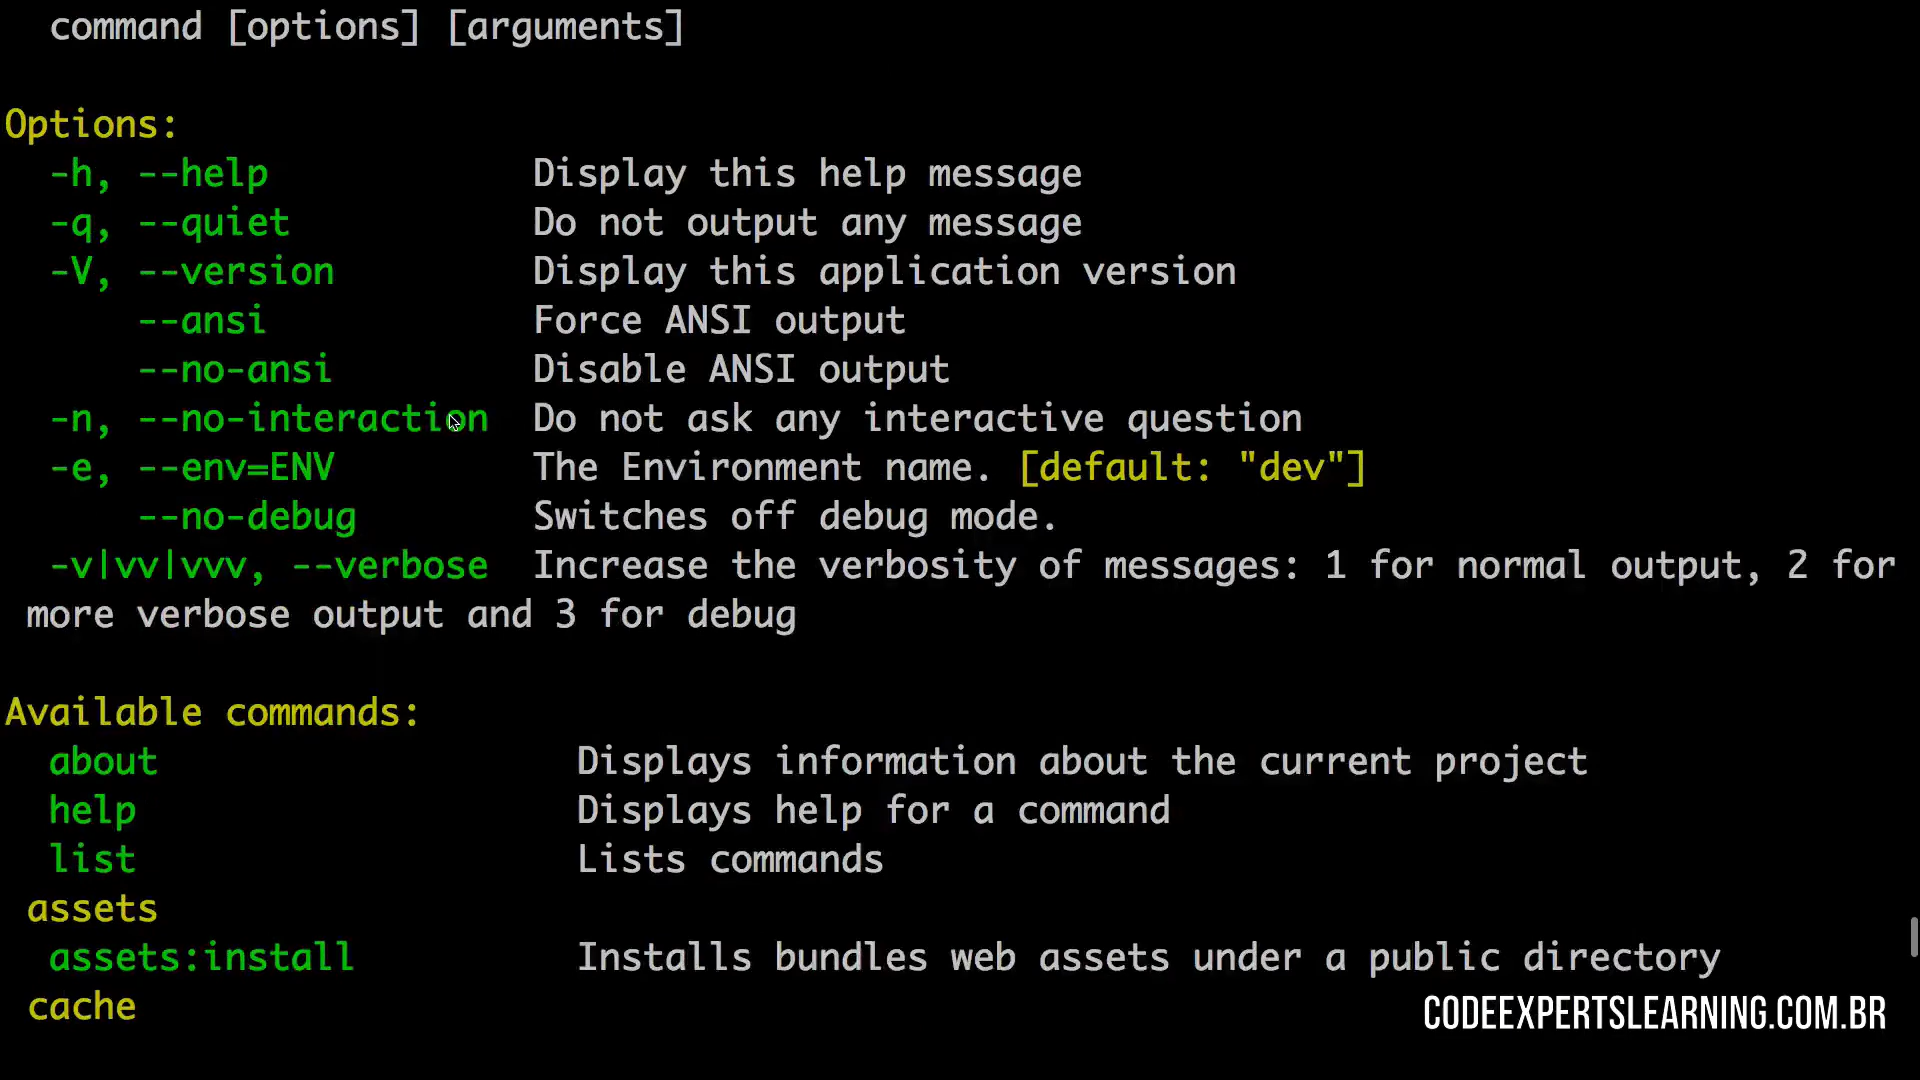 command [options] [arguments]
Options:
-h, --help Display this help message
-q, --quiet Do not output any message
-V, --version Display this application version
--ansi Force ANSI output
--no-ansi Disable ANSI output
-n, --no-interaction Do not ask any interactive question
-e, --env=ENV The Environment name. [default: "dev"]
--no-debug Switches off debug mode.
-v|vv|vvv, --verbose Increase the verbosity of messages: 1 for normal output, 2 for
more verbose output and 3 for debug
Available commands:
about Displays information about the current project
help Displays help for a command
list Lists commands
assets
assets:install Installs bundles web assets under a public directory
cache
CODEEXPERTSLEARNING.COM.BR